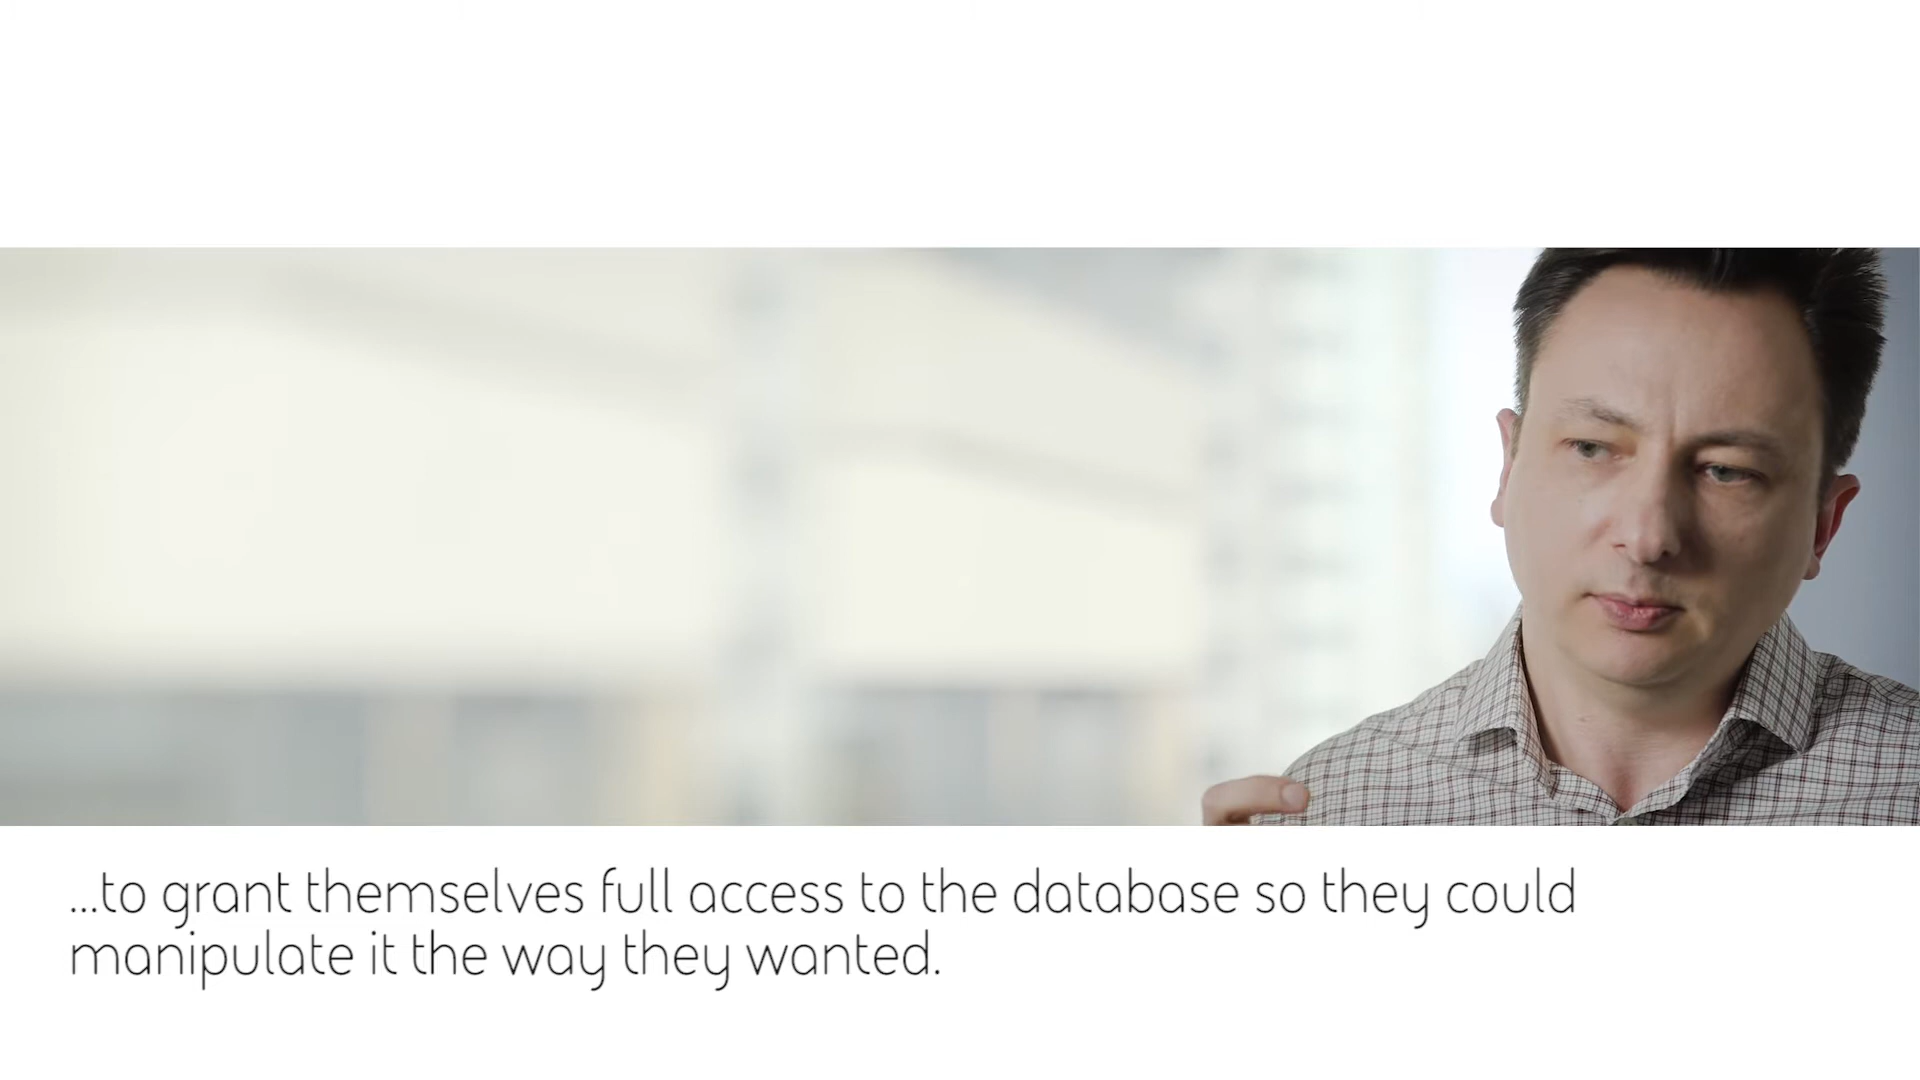 ...to grant themselves full access to the database so they could
manipulate it the way they wanted.